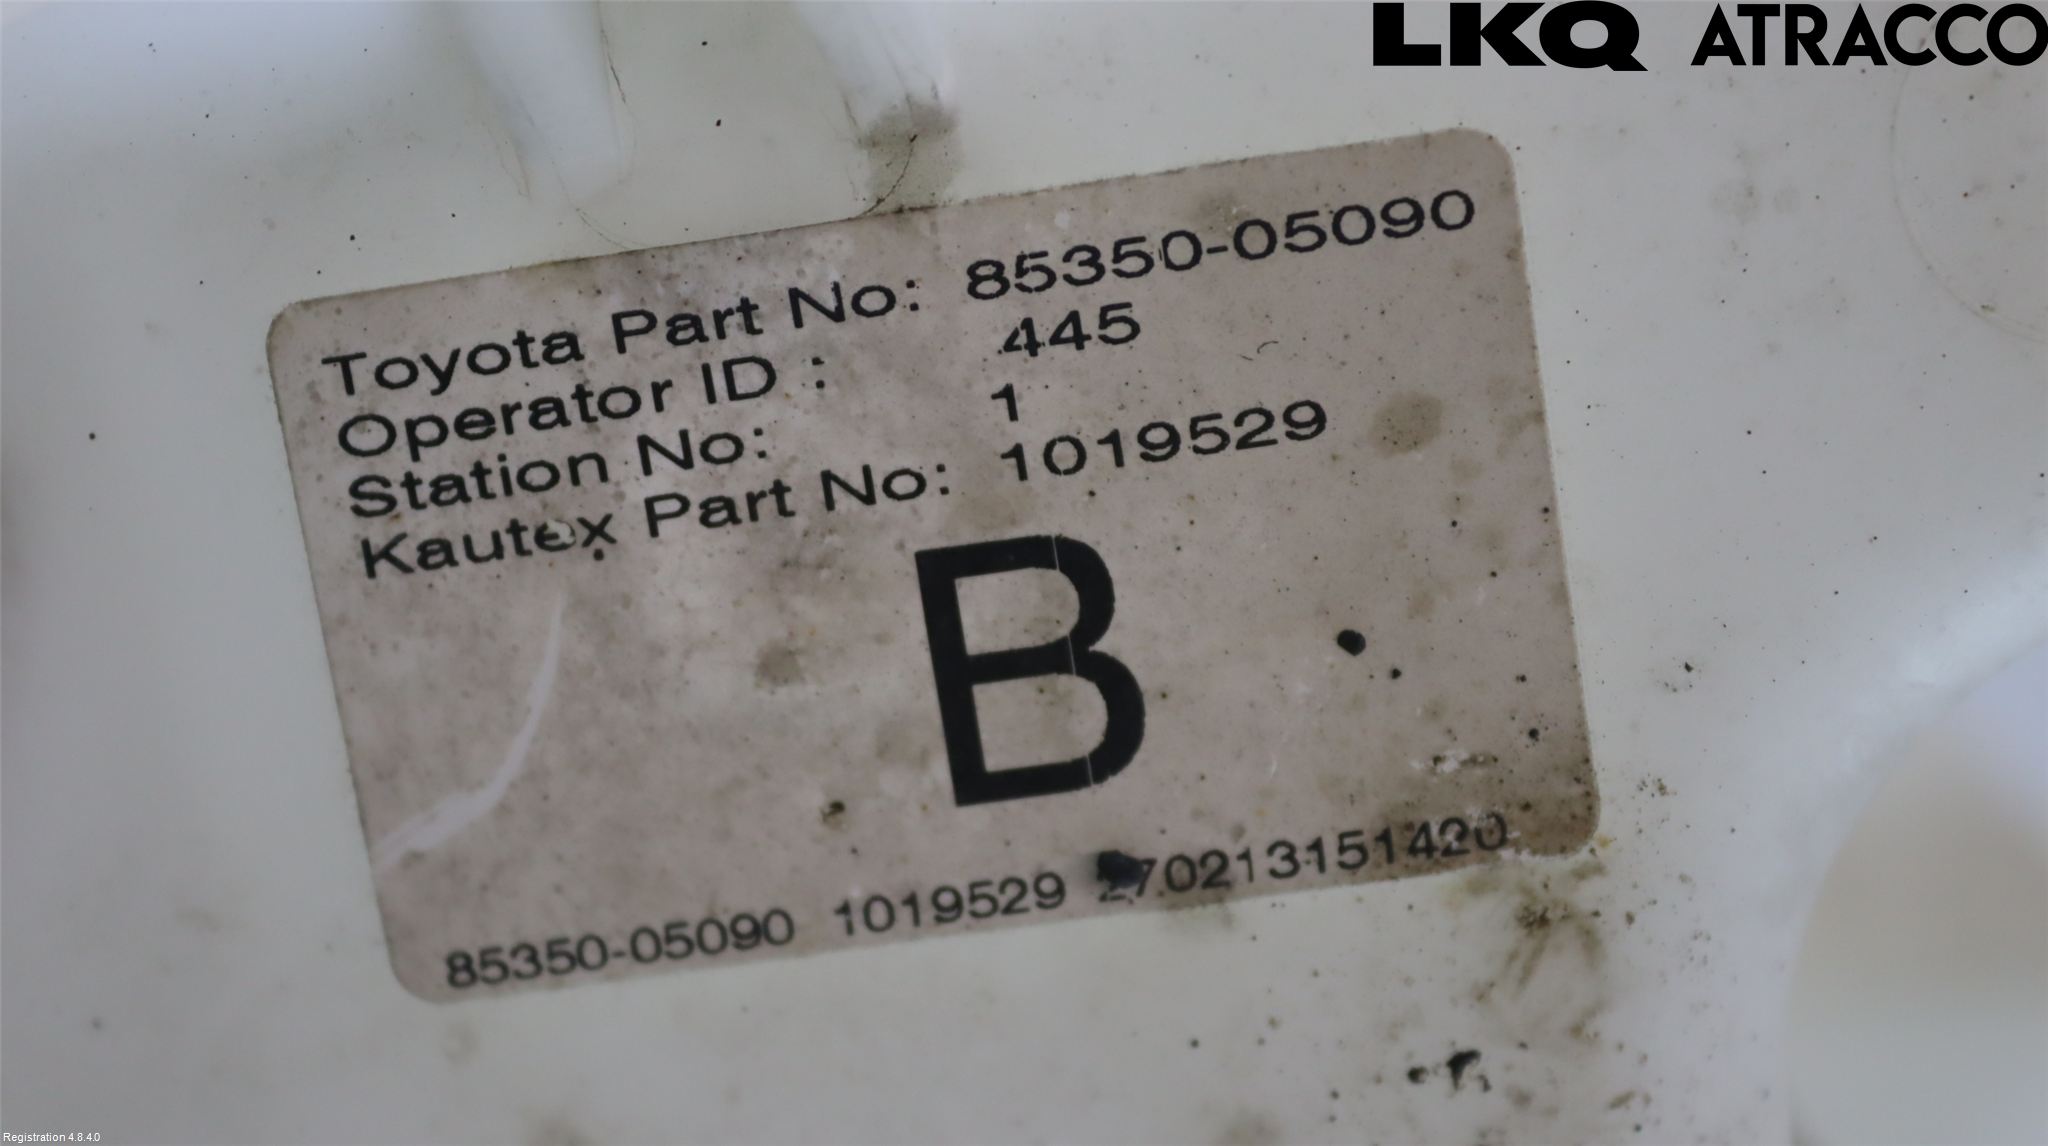 LKQ ATRACCO
Toyota Part No: 85350-05090
Operator ID : 445
Station No: 1
Kautex Part No: 1019529
B
85350-05090 1019529 270213151420
Registration 4.8.4.0